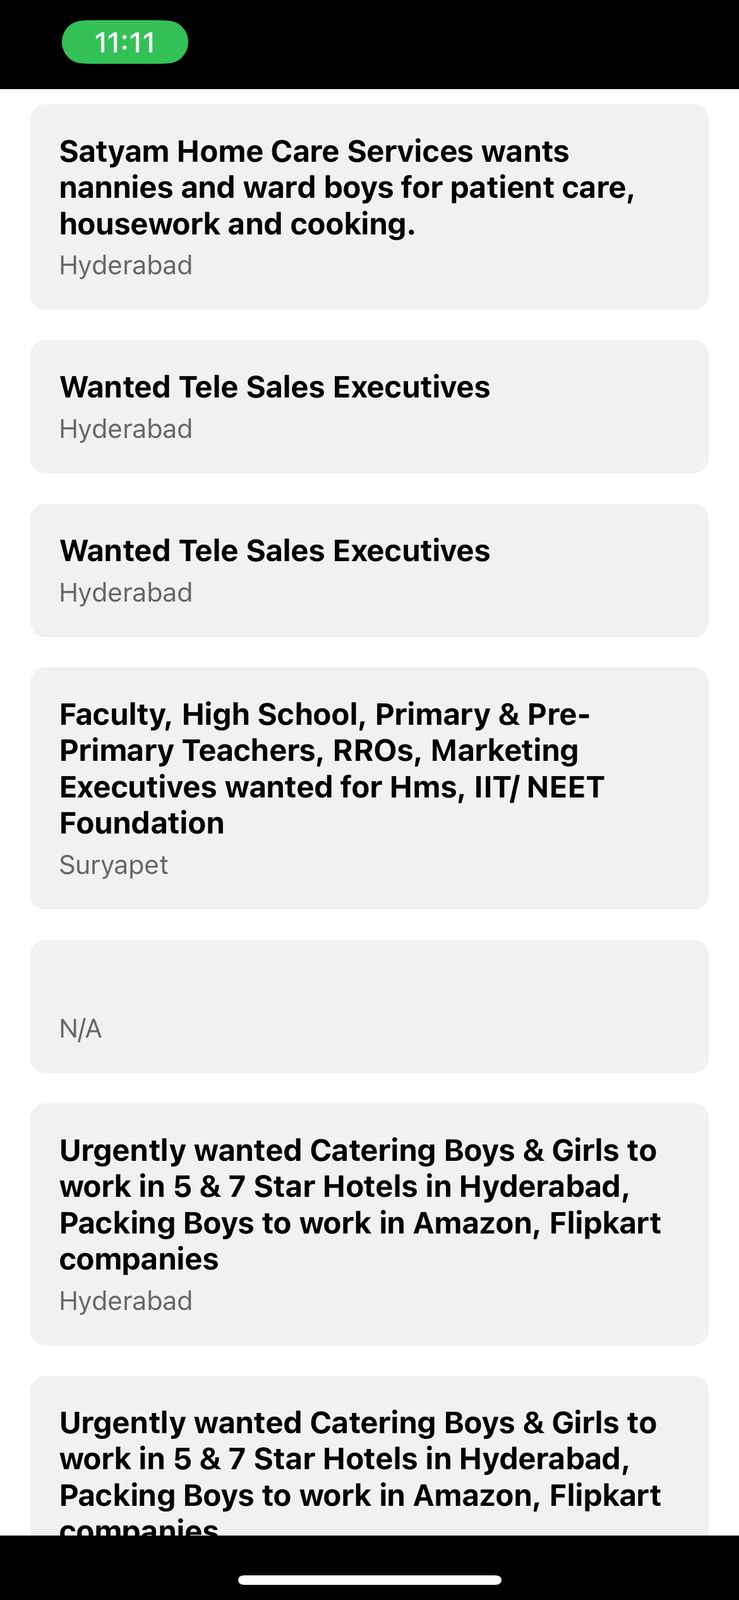 11:11
Satyam Home Care Services wants
nannies and ward boys for patient care,
housework and cooking.
Hyderabad
Wanted Tele Sales Executives
Hyderabad
Wanted Tele Sales Executives
Hyderabad
Faculty, High School, Primary & Pre-
Primary Teachers, RROs, Marketing
Executives wanted for Hms, IIT/ NEET
Foundation
Suryapet
N/A
Urgently wanted Catering Boys & Girls to
work in 5 & 7 Star Hotels in Hyderabad,
Packing Boys to work in Amazon, Flipkart
companies
Hyderabad
Urgently wanted Catering Boys & Girls to
work in 5 & 7 Star Hotels in Hyderabad,
Packing Boys to work in Amazon, Flipkart
companies